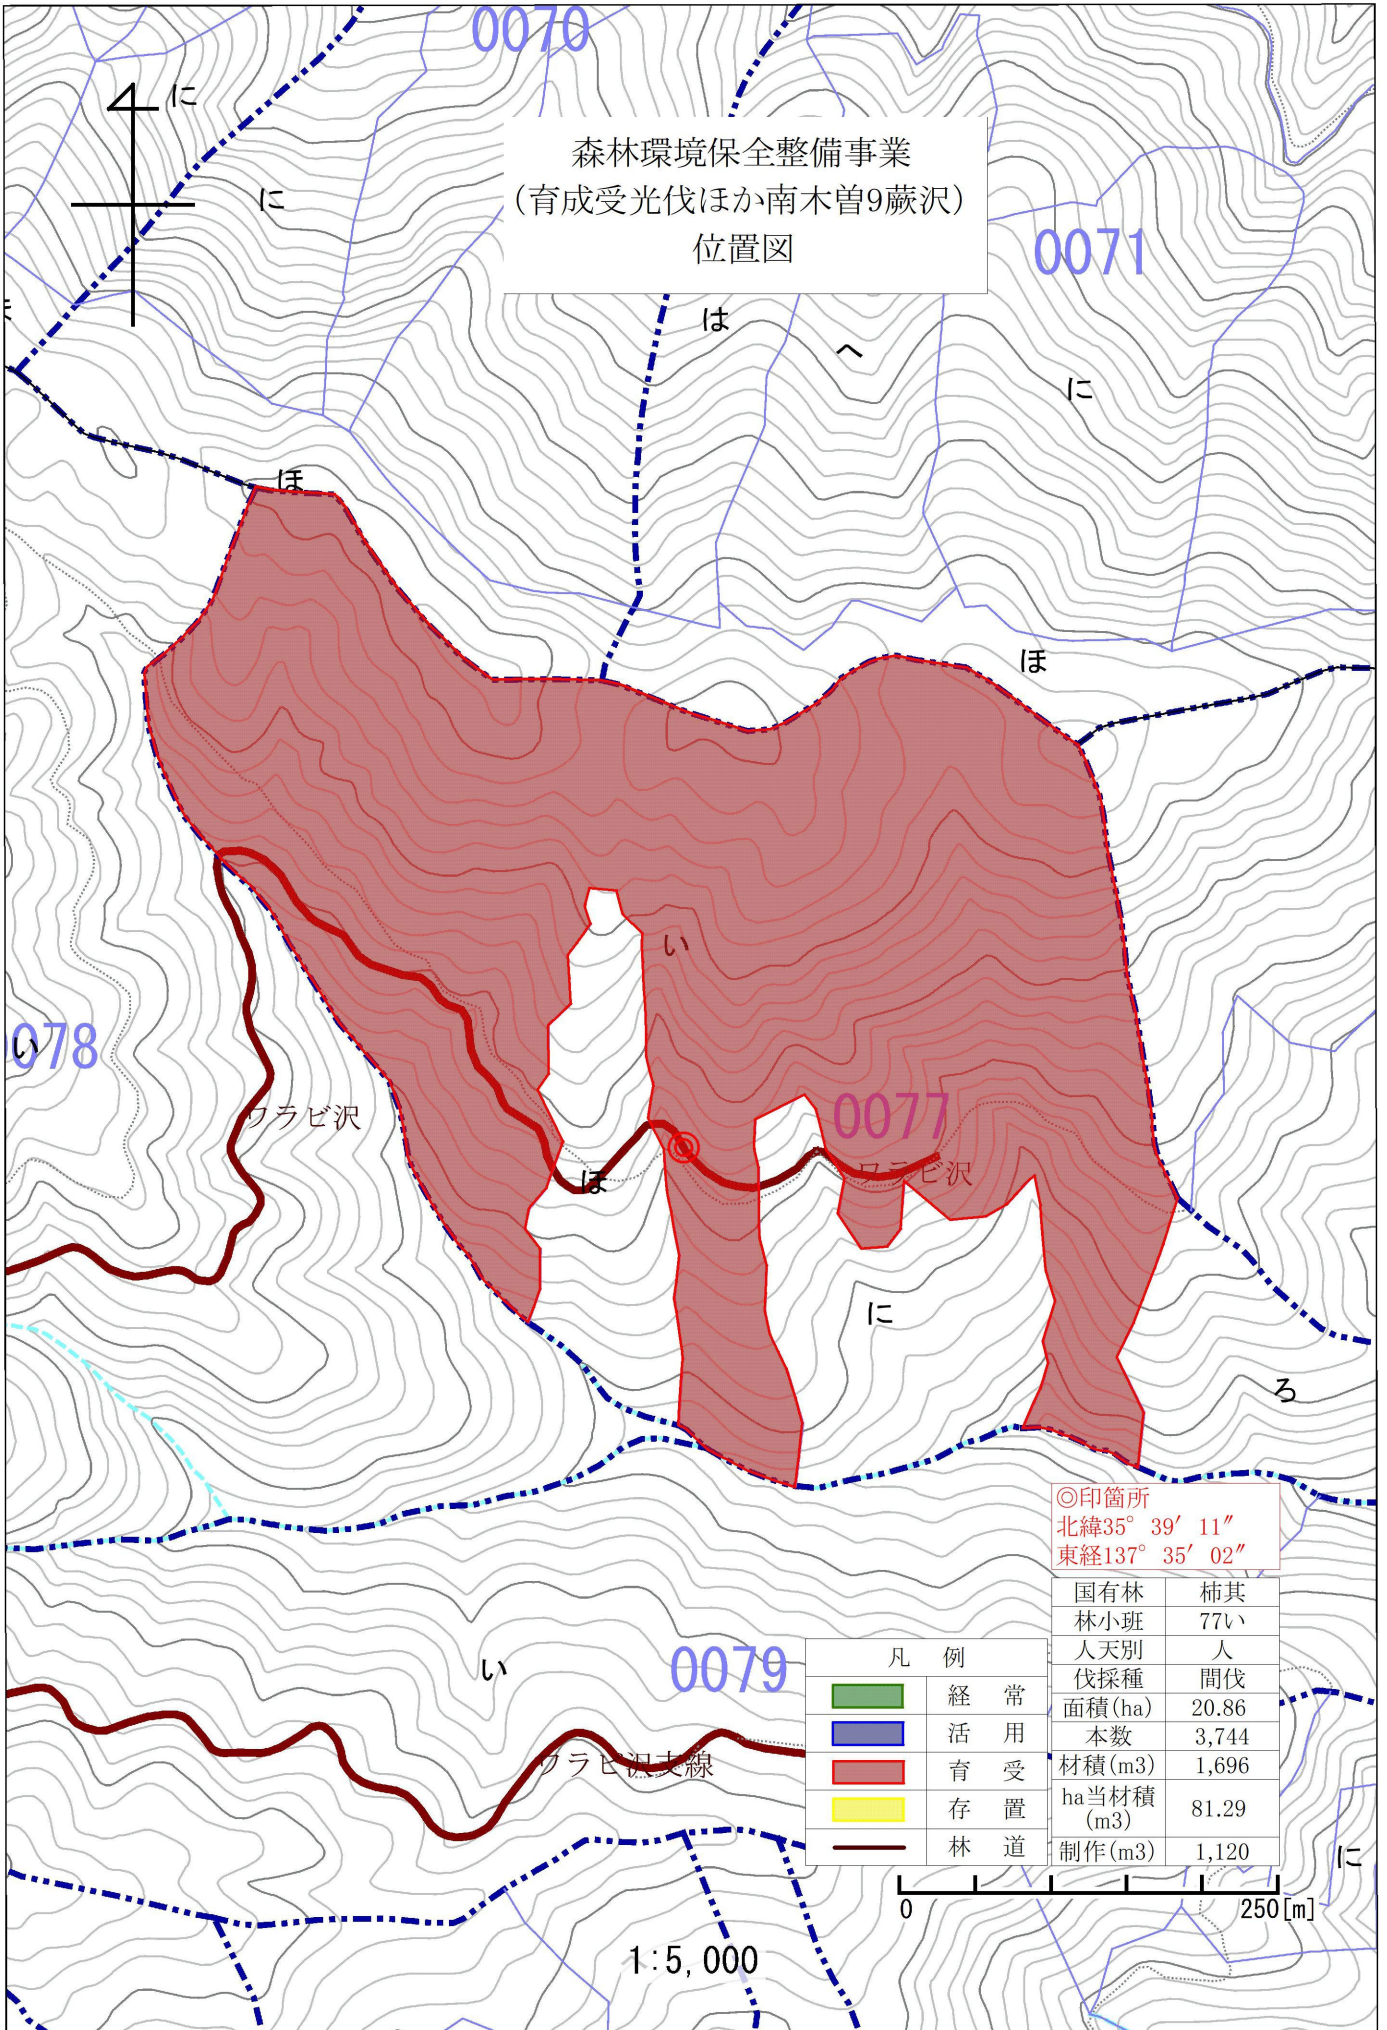 0070
に
に
森林環境保全整備事業
(育成受光伐ほか南木曽9蕨沢)
位置図
0071
は
へ
に
ほ
ほ
い
0078
い
ワラビ沢
0077
ワラビ沢
ほ
に
ろ
◎印箇所
北緯35° 39′ 11″
東経137° 35′ 02″
国有林 柿其
林小班 77い
人天別 人
伐採種 間伐
面積(ha) 20.86
本数 3,744
材積(m3) 1,696
ha当材積
(m3) 81.29
制作(m3) 1,120
0079
い
凡 例
経 常
活 用
育 受
存 置
林 道
ワラビ沢支線
に
0 250[m]
1:5,000